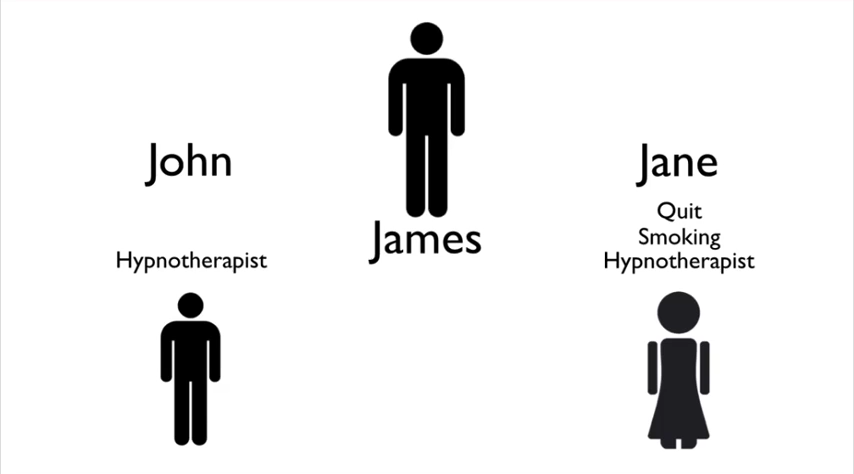 John
Hypnotherapist
James
Jane
Quit
Smoking
Hypnotherapist